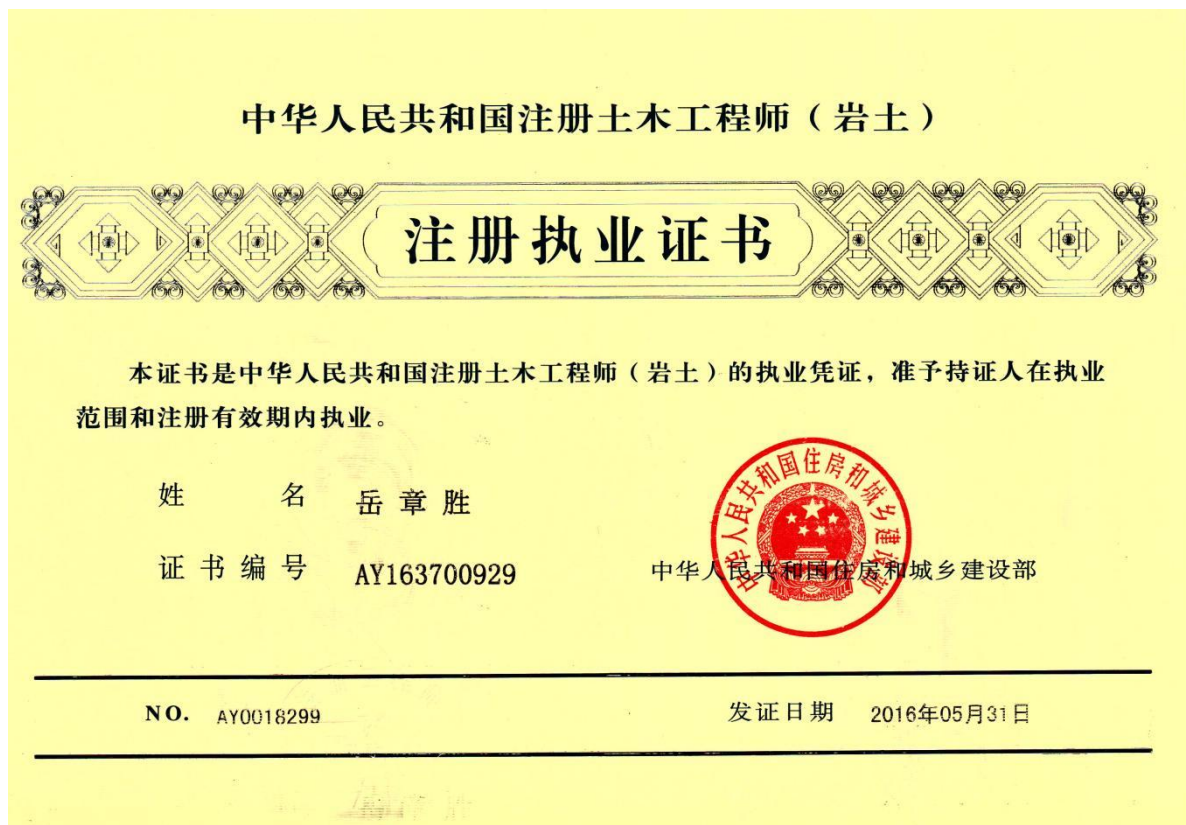 中华人民共和国注册土木工程师（岩土）
注册执业证书
本证书是中华人民共和国注册土木工程师（岩土）的执业凭证，准予持证人在执业
范围和注册有效期内执业。
姓 名 岳章胜
证书编号 AY163700929
中华人民共和国住房和城乡建设部
中华人民共和国住房和城乡建设部
NO. AY0018299
发证日期 2016年05月31日